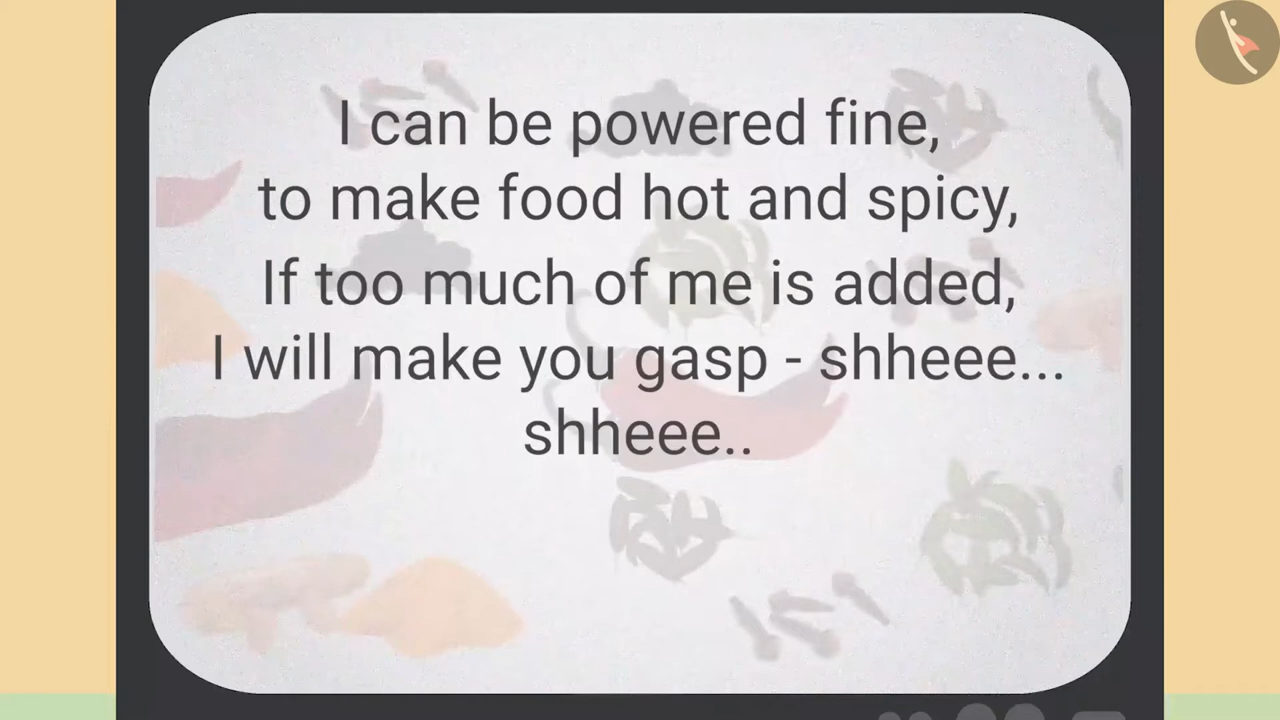 I can be powered fine,
to make food hot and spicy,
If too much of me is added,
I will make you gasp - shheee...
shheee..